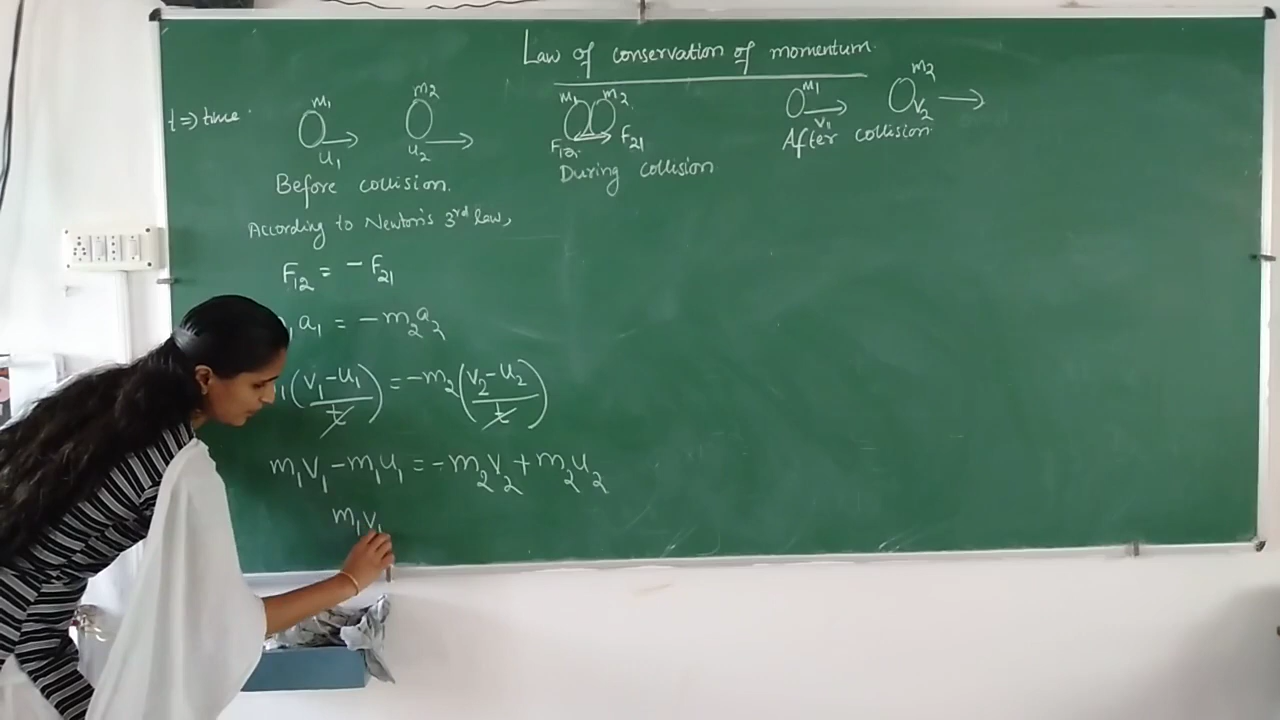 Law of conservation of momentum.
t => time.
m₁ m₂
u₁ u₂
Before collision.
m₁ m₂
F₁₂ F₂₁
During collision
m₁ m₂
v₁ v₂
After collision.
According to Newton's 3rd law,
F₁₂ = - F₂₁
₁a₁ = -m₂a₂
₁(v₁-u₁/t) = -m₂(v₂-u₂/t)
m₁v₁ - m₁u₁ = -m₂v₂ + m₂u₂
m₁v₁